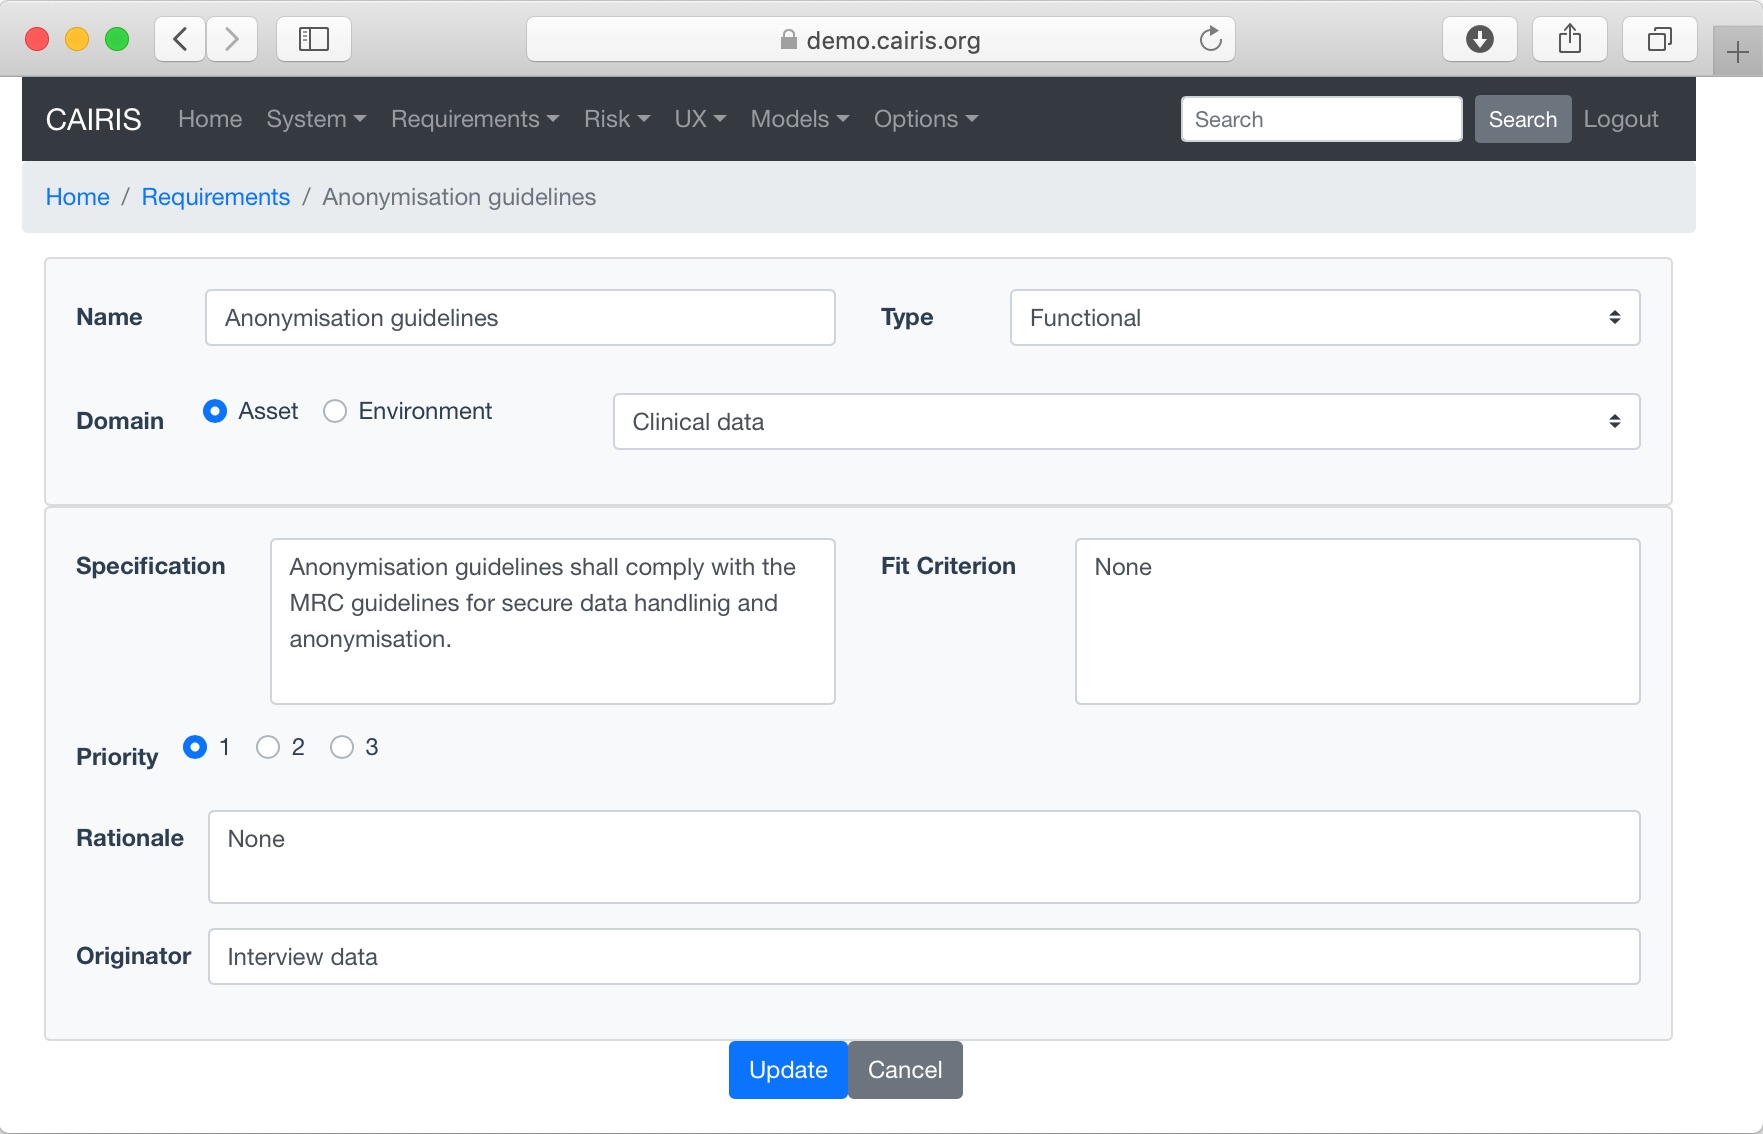 demo.cairis.org
CAIRIS Home System Requirements Risk UX Models Options Search Search Logout
Home / Requirements / Anonymisation guidelines
Name Anonymisation guidelines Type Functional
Domain Asset Environment Clinical data
Specification Anonymisation guidelines shall comply with the
MRC guidelines for secure data handlinig and
anonymisation.
Fit Criterion None
Priority 1 2 3
Rationale None
Originator Interview data
Update Cancel